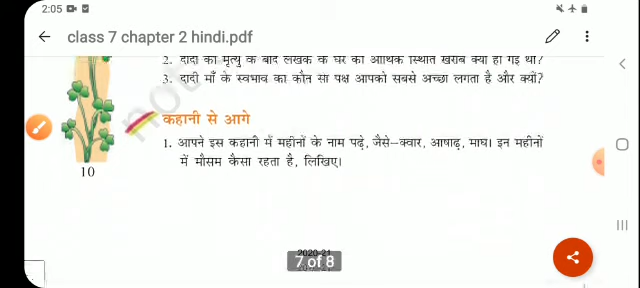 2:05
class 7 chapter 2 hindi.pdf
2. दादा की मृत्यु के बाद लेखक के घर की आर्थिक स्थिति खराब क्यों हो गई थी?
3. दादी माँ के स्वभाव का कौन सा पक्ष आपको सबसे अच्छा लगता है और क्यों?
कहानी से आगे
1. आपने इस कहानी में महीनों के नाम पढ़े, जैसे–क्वार, आषाढ़, माघ। इन महीनों
में मौसम कैसा रहता है, लिखिए।
10
2020-21
7 of 8